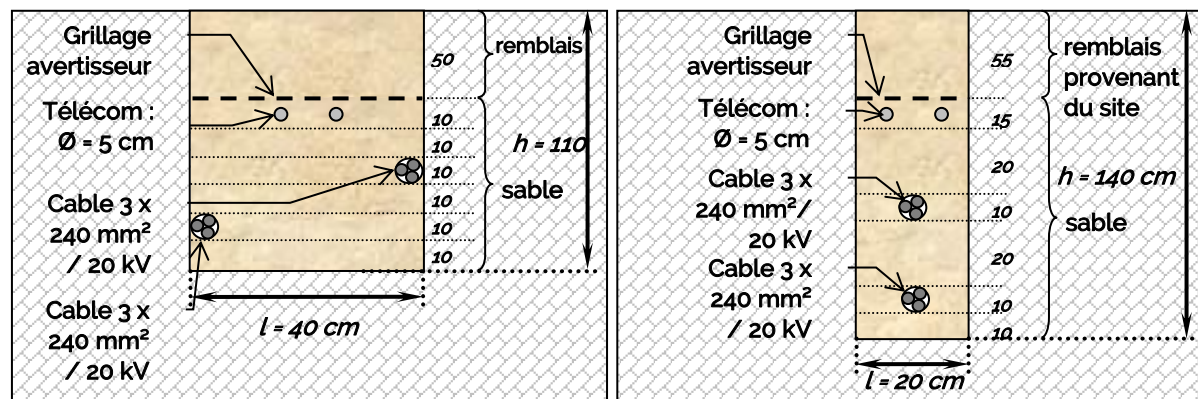 Grillage
avertisseur
Télécom :
Ø = 5 cm
Cable 3 x
240 mm²
/ 20 kV
Cable 3 x
240 mm²
/ 20 kV
50
10
10
10
10
10
10
remblais
h = 110
sable
l = 40 cm
Grillage
avertisseur
Télécom :
Ø = 5 cm
Cable 3 x
240 mm²/
20 kV
Cable 3 x
240 mm²
/ 20 kV
55
15
20
10
20
10
10
remblais
provenant
du site
h = 140 cm
sable
l = 20 cm